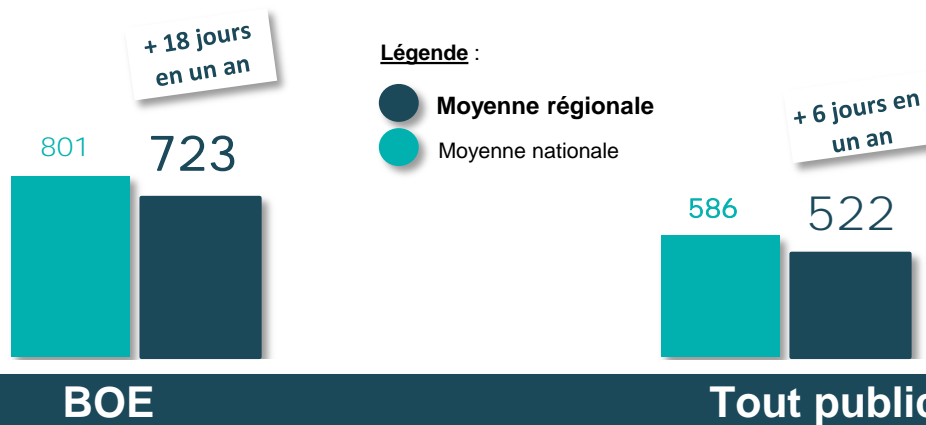 + 18 jours
en un an
801
723
Légende :
Moyenne régionale
Moyenne nationale
+ 6 jours en
un an
586
522
BOE
Tout public